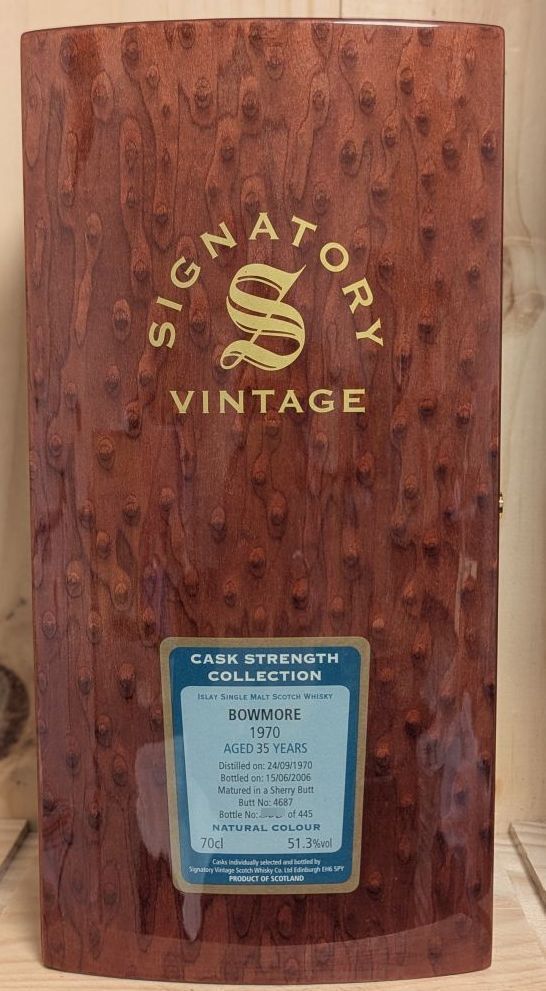 SIGNATORY
S
VINTAGE
CASK STRENGTH
COLLECTION
ISLAY SINGLE MALT SCOTCH WHISKY
BOWMORE
1970
AGED 35 YEARS
Distilled on: 24/09/1970
Bottled on: 15/06/2006
Matured in a Sherry Butt
Butt No: 4687
Bottle No: of 445
NATURAL COLOUR
70cl 51.3%vol
Casks individually selected and bottled by
Signatory Vintage Scotch Whisky Co. Ltd Edinburgh EH6 5PY
PRODUCT OF SCOTLAND